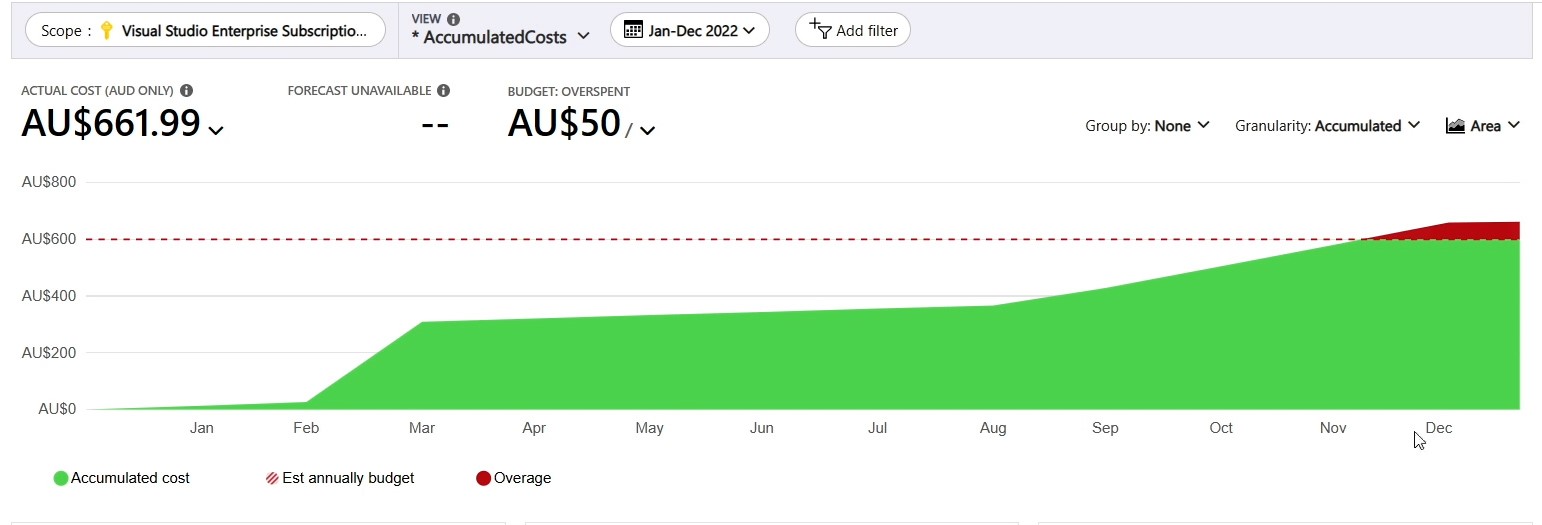 Scope : Visual Studio Enterprise Subscriptio...
VIEW
* AccumulatedCosts
Jan-Dec 2022
Add filter
ACTUAL COST (AUD ONLY)
AU$661.99
FORECAST UNAVAILABLE
--
BUDGET: OVERSPENT
AU$50 /
Group by: None
Granularity: Accumulated
Area
AU$800
AU$600
AU$400
AU$200
AU$0
Jan Feb Mar Apr May Jun Jul Aug Sep Oct Nov Dec
Accumulated cost
Est annually budget
Overage